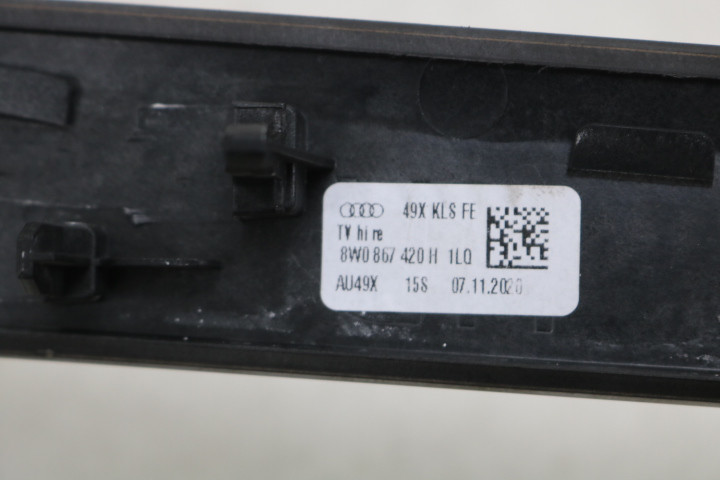 49X KLS FE
TV hi re
8W0 867 420 H 1LQ
AU49X 15S 07.11.2020